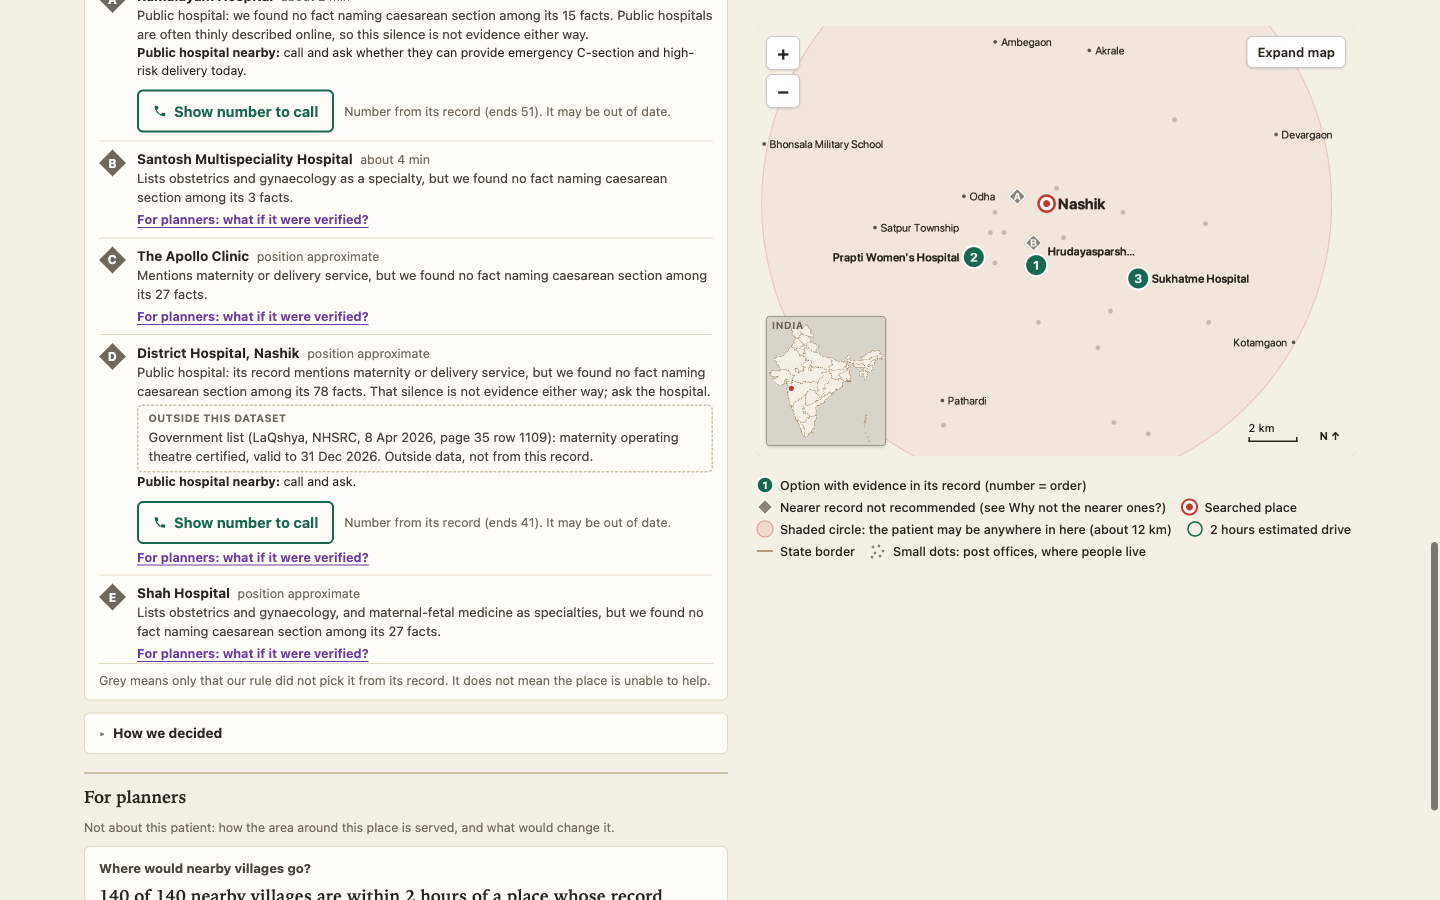 Public hospital: we found no fact naming caesarean section among its 15 facts. Public hospitals
are often thinly described online, so this silence is not evidence either way.
Public hospital nearby: call and ask whether they can provide emergency C-section and high-
risk delivery today.
Show number to call
Number from its record (ends 51). It may be out of date.
B
Santosh Multispeciality Hospital about 4 min
Lists obstetrics and gynaecology as a specialty, but we found no fact naming caesarean
section among its 3 facts.
For planners: what if it were verified?
C
The Apollo Clinic position approximate
Mentions maternity or delivery service, but we found no fact naming caesarean section among
its 27 facts.
For planners: what if it were verified?
D
District Hospital, Nashik position approximate
Public hospital: its record mentions maternity or delivery service, but we found no fact naming
caesarean section among its 78 facts. That silence is not evidence either way; ask the hospital.
OUTSIDE THIS DATASET
Government list (LaQshya, NHSRC, 8 Apr 2026, page 35 row 1109): maternity operating
theatre certified, valid to 31 Dec 2026. Outside data, not from this record.
Public hospital nearby: call and ask.
Show number to call
Number from its record (ends 41). It may be out of date.
For planners: what if it were verified?
E
Shah Hospital position approximate
Lists obstetrics and gynaecology, and maternal-fetal medicine as specialties, but we found no
fact naming caesarean section among its 27 facts.
For planners: what if it were verified?
Grey means only that our rule did not pick it from its record. It does not mean the place is unable to help.
How we decided
For planners
Not about this patient: how the area around this place is served, and what would change it.
Where would nearby villages go?
140 of 140 nearby villages are within 2 hours of a place whose record
+
−
Expand map
Ambegaon
Akrale
Devargaon
Bhonsala Military School
Odha
A
Nashik
Satpur Township
B
Hrudayasparsh...
Prapti Women's Hospital
2
1
3
Sukhatme Hospital
INDIA
Kotamgaon
Pathardi
2 km
N ↑
1 Option with evidence in its record (number = order)
Nearer record not recommended (see Why not the nearer ones?)
Searched place
Shaded circle: the patient may be anywhere in here (about 12 km)
2 hours estimated drive
State border
Small dots: post offices, where people live